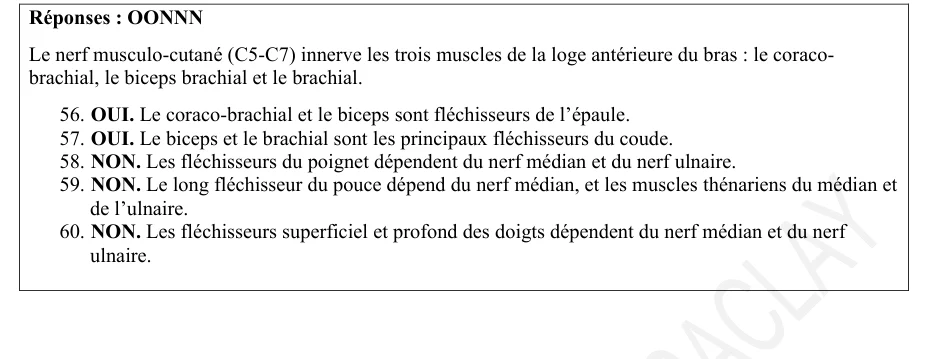 Réponses : OONNN
Le nerf musculo-cutané (C5-C7) innerve les trois muscles de la loge antérieure du bras : le coraco-
brachial, le biceps brachial et le brachial.
56. OUI. Le coraco-brachial et le biceps sont fléchisseurs de l’épaule.
57. OUI. Le biceps et le brachial sont les principaux fléchisseurs du coude.
58. NON. Les fléchisseurs du poignet dépendent du nerf médian et du nerf ulnaire.
59. NON. Le long fléchisseur du pouce dépend du nerf médian, et les muscles thénariens du médian et
de l’ulnaire.
60. NON. Les fléchisseurs superficiel et profond des doigts dépendent du nerf médian et du nerf
ulnaire.
ACLAY